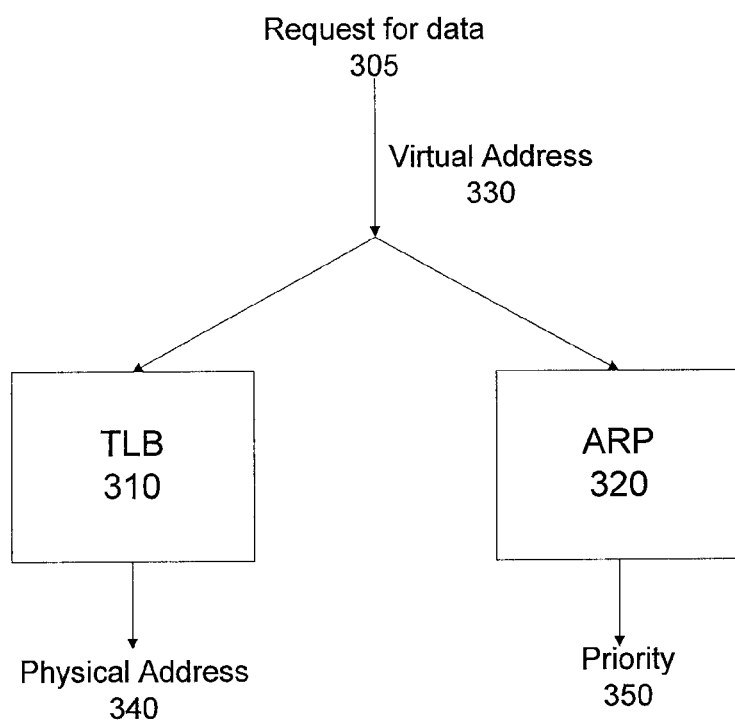 Request for data
305
Virtual Address
330
TLB
310
ARP
320
Physical Address
340
Priority
350